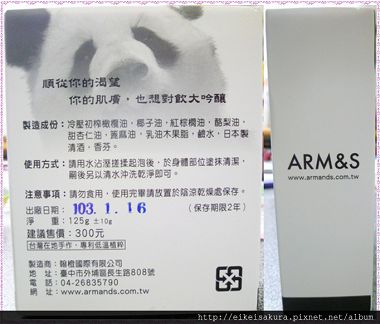 順從你的渴望
你的肌膚，也想對飲大吟釀
製造成份：冷壓初榨橄欖油，椰子油，紅棕櫚油，酪梨油，
甜杏仁油，篦麻油，乳油木果脂，鹼水，日本製
清酒，香芬。
使用方式：請用水沾溼搓揉起泡後，於身體部位塗抹清潔，
嗣後另以清水沖洗乾淨即可。
注意事項：請勿食用，使用完畢請放置於陰涼乾燥處保存。
出廠日期：103.1.16 （保存期限2年）
淨重：125g ±10g
建議售價：300元
台灣在地手作，專利低溫植粹
製造商：翰橙國際有限公司
地 址：臺中市外埔區長生路808號
電 話：04-26835790
網 址：www.armands.com.tw
ARM&S
www.armands.com.tw
http://eikeisakura.pixnet.net/album